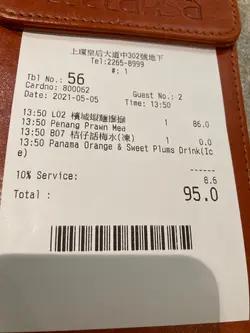 上環皇后大道中302號地下
Tel:2265-8999
#: 1
Tbl No.: 56
Cardno: 800062 Guest No.: 2
Date: 2021-05-05 Time: 13:50
13:50 L02 檳城蝦麵 1 86.0
13:50 Penang Prawn Mee
13:50 B07 桔仔話梅水(凍) 1 0.0
13:50 Panama Orange & Sweet Plums Drink(Ic
e)
10% Service: 8.6
Total : 95.0